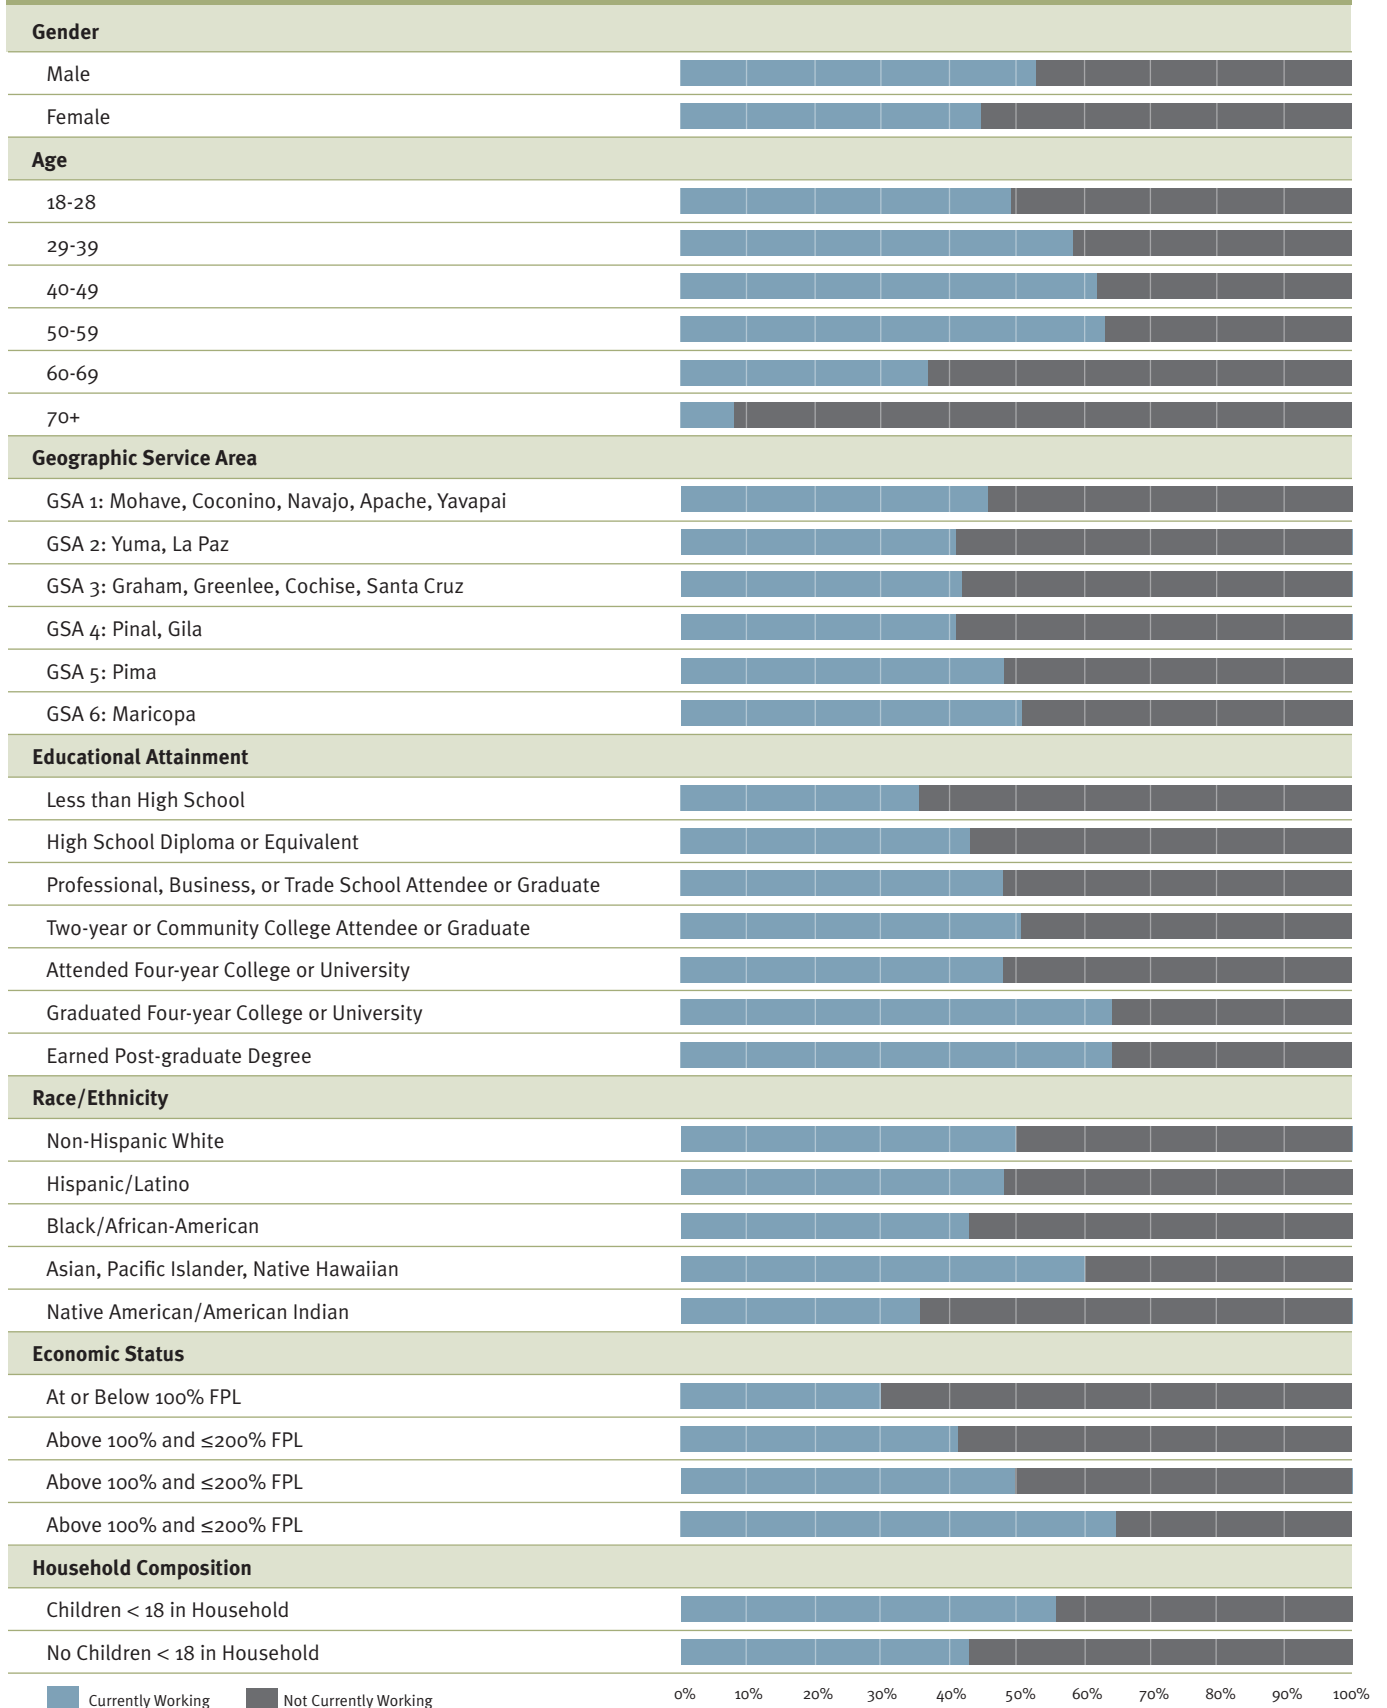 Gender
Male
Female
Age
18-28
29-39
40-49
50-59
60-69
70+
Geographic Service Area
GSA 1: Mohave, Coconino, Navajo, Apache, Yavapai
GSA 2: Yuma, La Paz
GSA 3: Graham, Greenlee, Cochise, Santa Cruz
GSA 4: Pinal, Gila
GSA 5: Pima
GSA 6: Maricopa
Educational Attainment
Less than High School
High School Diploma or Equivalent
Professional, Business, or Trade School Attendee or Graduate
Two-year or Community College Attendee or Graduate
Attended Four-year College or University
Graduated Four-year College or University
Earned Post-graduate Degree
Race/Ethnicity
Non-Hispanic White
Hispanic/Latino
Black/African-American
Asian, Pacific Islander, Native Hawaiian
Native American/American Indian
Economic Status
At or Below 100% FPL
Above 100% and ≤200% FPL
Above 100% and ≤200% FPL
Above 100% and ≤200% FPL
Household Composition
Children < 18 in Household
No Children < 18 in Household
Currently Working Not Currently Working 0% 10% 20% 30% 40% 50% 60% 70% 80% 90% 100%